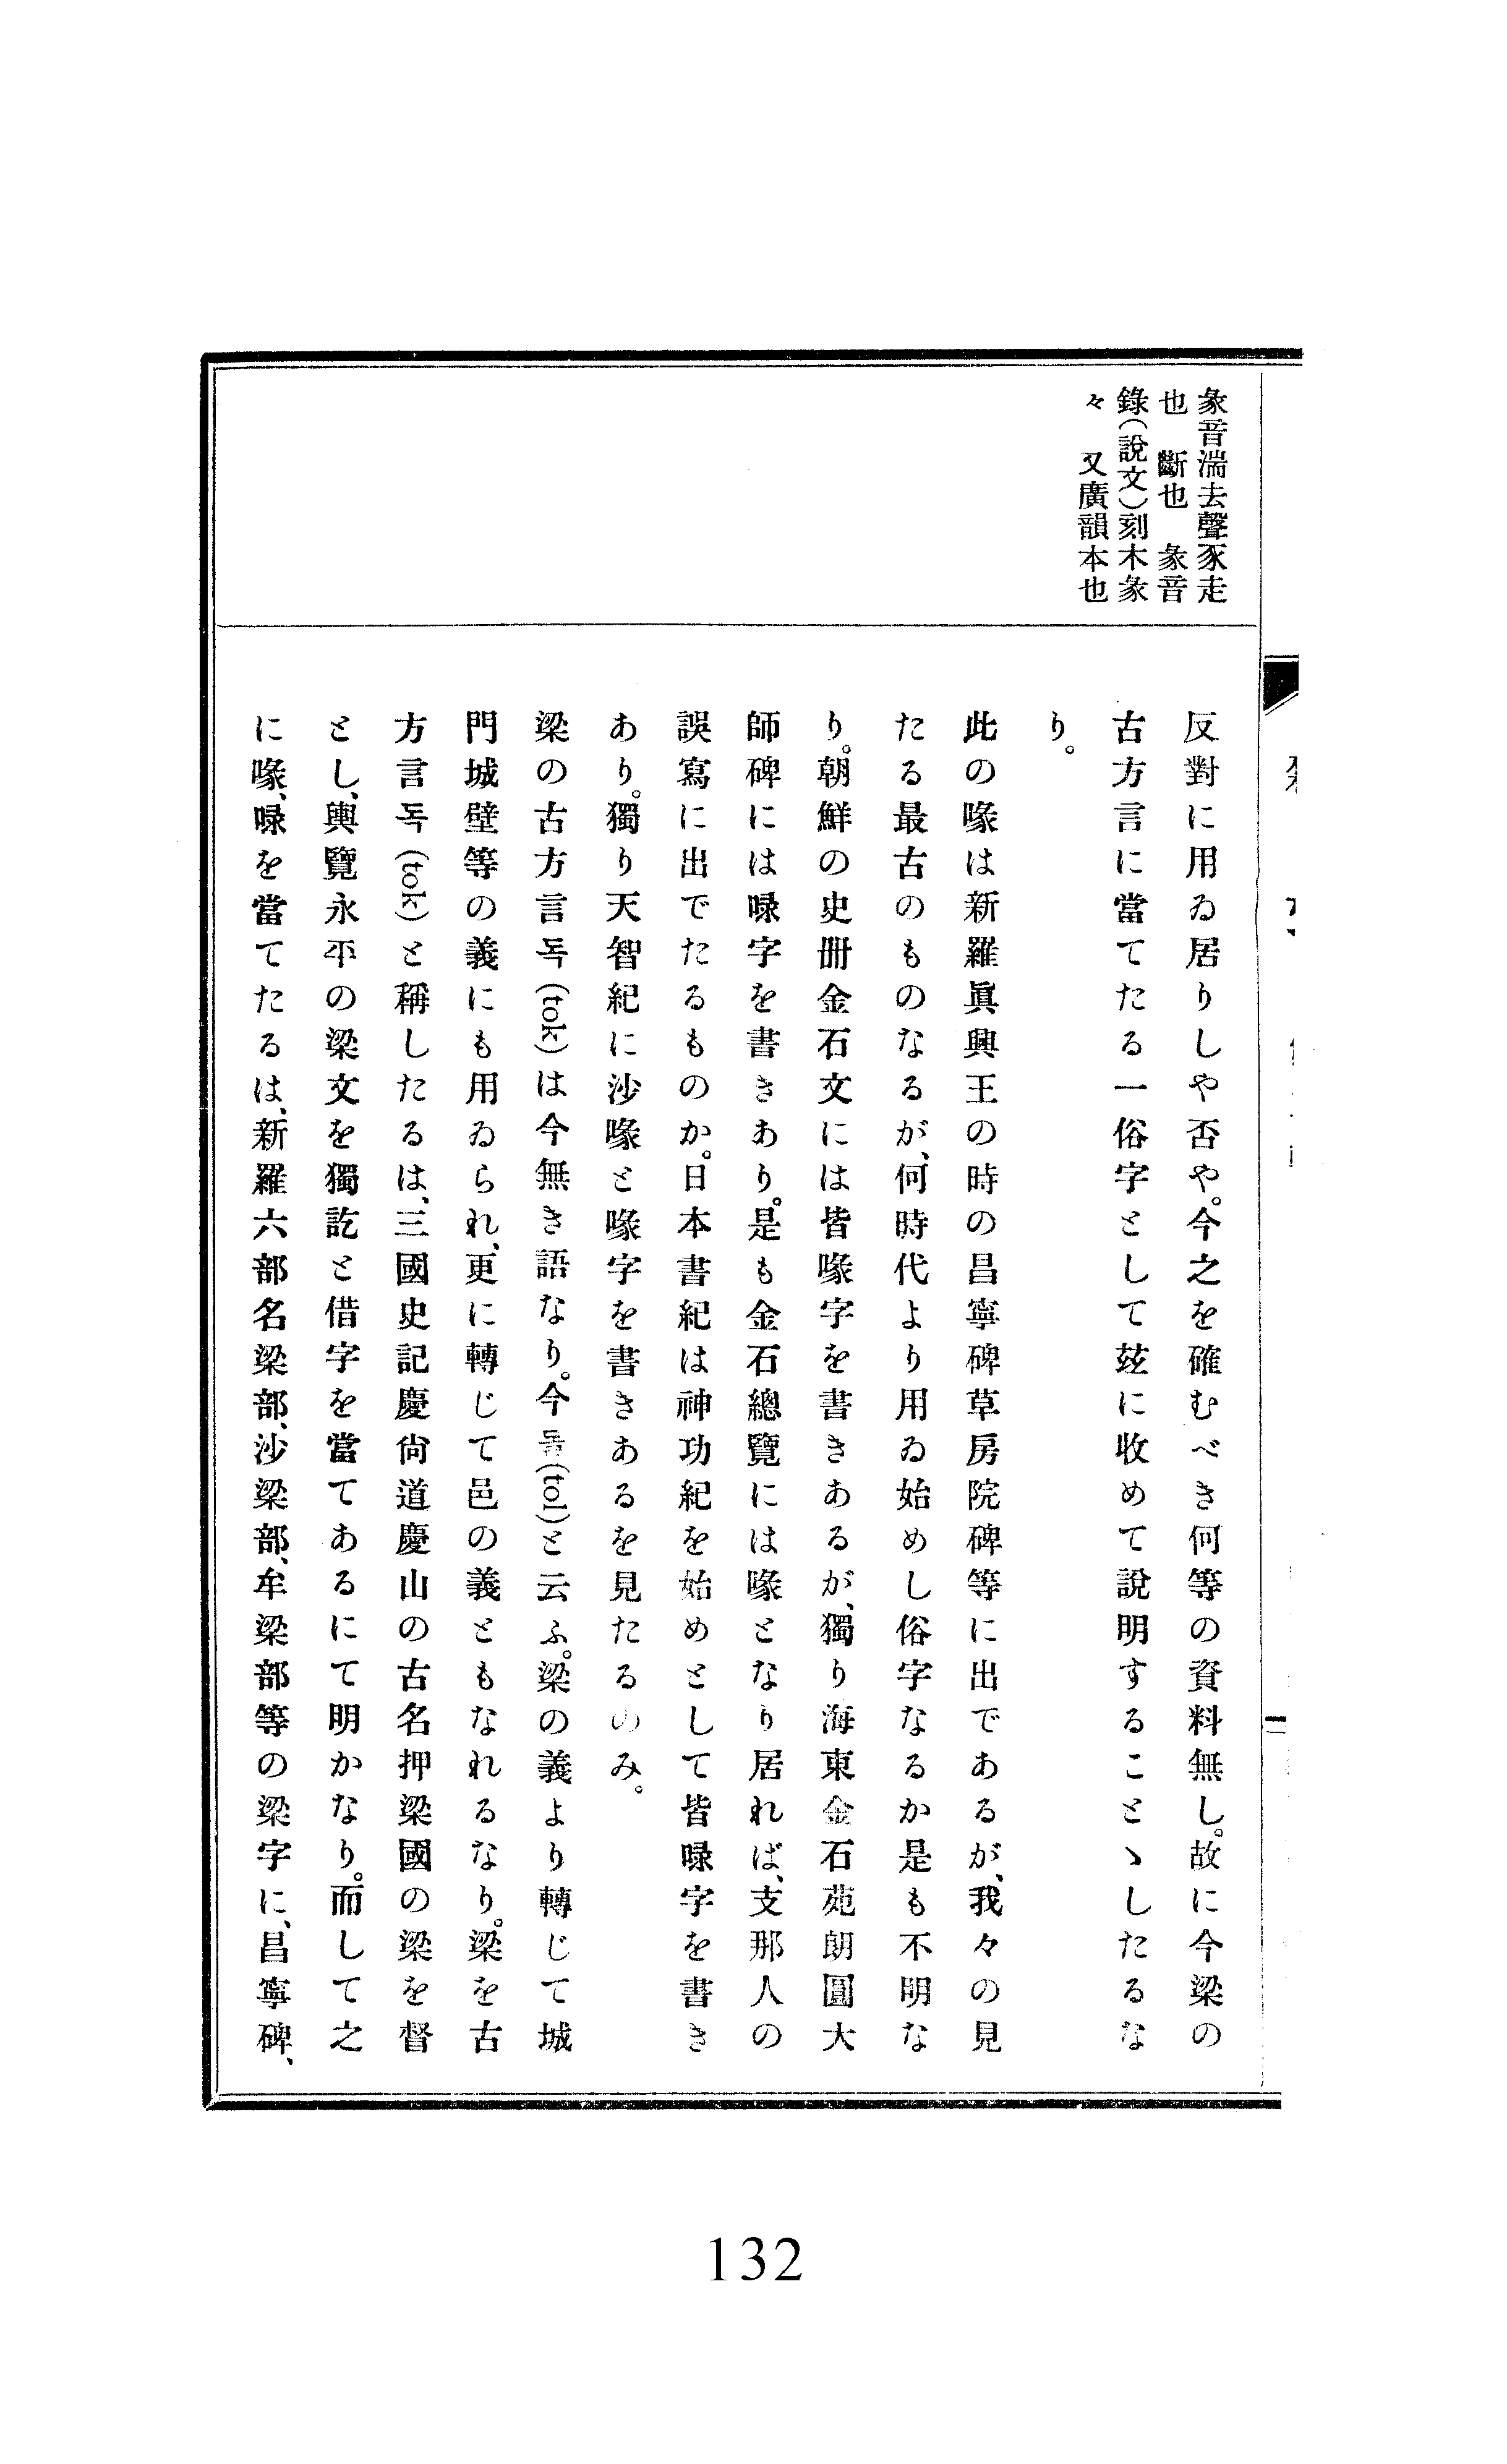 彖音湍去聲豕走
也　斷也　彖音
錄(說文)刻木彖
々　又廣韻本也
反對に用ゐ居りしや否や。今之を確むべき何等の資料無し。故に今梁の
古方言に當てたる一俗字として玆に收めて說明することゝしたるな
り。
此の喙は新羅眞興王の時の昌寧碑草房院碑等に出であるが、我々の見
たる最古のものなるが、何時代より用ゐ始めし俗字なるか是も不明な
り。朝鮮の史册金石文には皆喙字を書きあるが、獨り海東金石苑朗圓大
師碑には㖨字を書きあり。是も金石總覽には喙となり居れば、支那人の
誤寫に出でたるものか。日本書紀は神功紀を始めとして皆㖨字を書き
あり。獨り天智紀に沙喙と喙字を書きあるを見たるのみ。
梁の古方言독(tok)は今無き語なり。今돌(tol)と云ふ。梁の義より轉じて城
門城壁等の義にも用ゐられ、更に轉じて邑の義ともなれるなり。梁を古
方言독(tok)と稱したるは、三國史記慶尙道慶山の古名押梁國の梁を督
とし、輿覽永平の梁文を獨訖と借字を當てあるにて明かなり。而して之
に喙、㖨を當てたるは、新羅六部名梁部、沙梁部、牟梁部等の梁字に、昌寧碑、
132